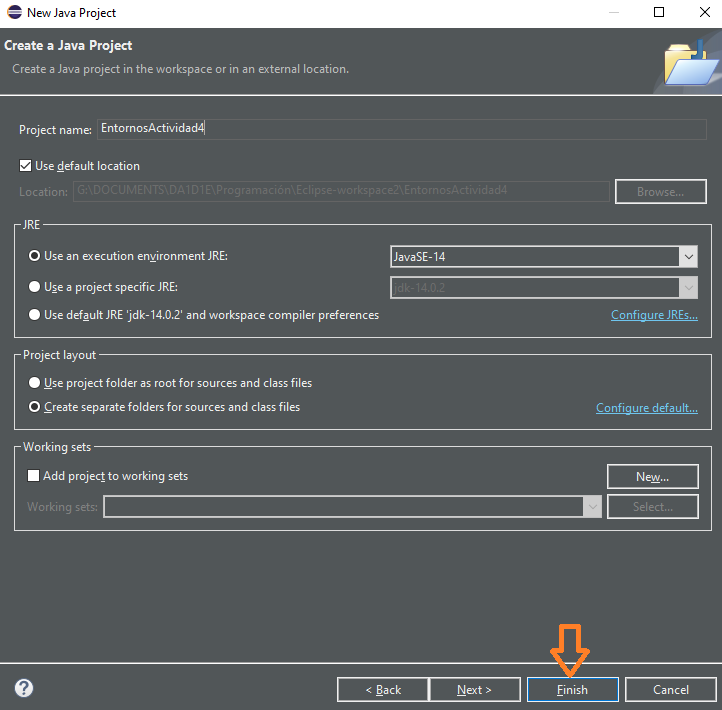 New Java Project
Create a Java Project
Create a Java project in the workspace or in an external location.
Project name: EntornosActividad4
Use default location
Location: G:\DOCUMENTS\DA1D1E\Programación\Eclipse-workspace2\EntornosActividad4 Browse...
JRE
Use an execution environment JRE: JavaSE-14
Use a project specific JRE: jdk-14.0.2
Use default JRE 'jdk-14.0.2' and workspace compiler preferences Configure JREs...
Project layout
Use project folder as root for sources and class files
Create separate folders for sources and class files Configure default...
Working sets
Add project to working sets New...
Working sets: Select...
? < Back Next > Finish Cancel